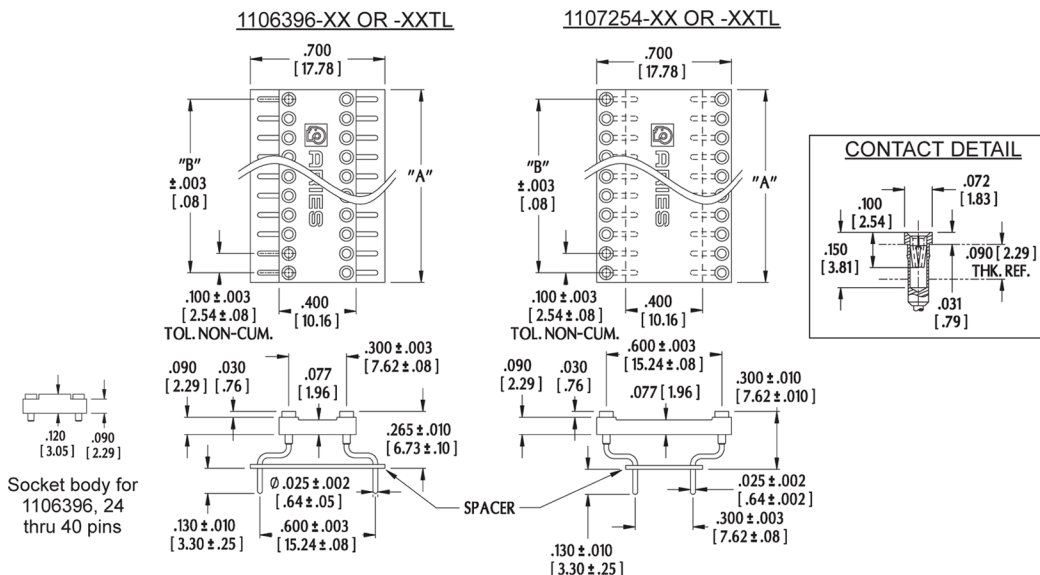 1106396-XX OR -XXTL
.700
[ 17.78 ]
"B"
±.003
[ .08 ]
"A"
ARIES
.100 ±.003
[ 2.54 ±.08 ]
TOL. NON-CUM.
.400
[ 10.16 ]
.090
[ 2.29 ]
.030
[ .76 ]
.077
[ 1.96 ]
.300 ±.003
[ 7.62 ±.08 ]
.265 ±.010
[ 6.73 ±.10 ]
Ø .025 ±.002
[ .64 ±.05 ]
.130 ±.010
[ 3.30 ±.25 ]
.600 ±.003
[ 15.24 ±.08 ]
SPACER
.120
[ 3.05 ]
.090
[ 2.29 ]
Socket body for
1106396, 24
thru 40 pins
1107254-XX OR -XXTL
.700
[ 17.78 ]
"B"
±.003
[ .08 ]
"A"
ARIES
.100 ±.003
[ 2.54 ±.08 ]
TOL. NON-CUM.
.400
[ 10.16 ]
.600 ±.003
[ 15.24 ±.08 ]
.090
[ 2.29 ]
.030
[ .76 ]
.077 [ 1.96 ]
.300 ±.010
[ 7.62 ±.010 ]
.025 ±.002
[ .64 ±.002 ]
.300 ±.003
[ 7.62 ±.08 ]
.130 ±.010
[ 3.30 ±.25 ]
CONTACT DETAIL
.072
[ 1.83 ]
.100
[ 2.54 ]
.150
[ 3.81 ]
.090 [ 2.29 ]
THK. REF.
.031
[ .79 ]